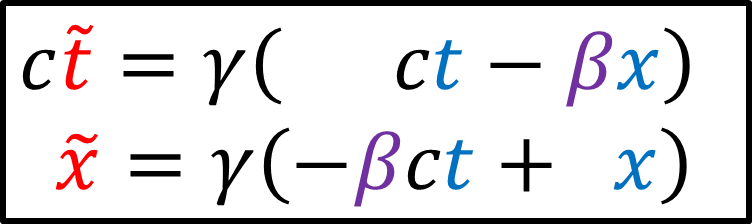 ct̃ = γ(ct − βx)
x̃ = γ(−βct + x)